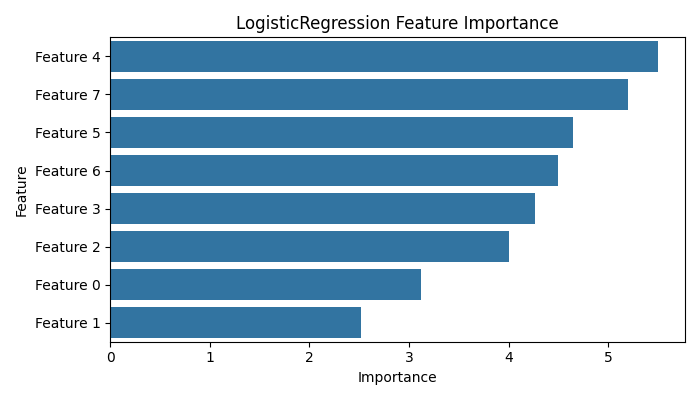 LogisticRegression Feature Importance
Feature 4
Feature 7
Feature 5
Feature 6
Feature 3
Feature 2
Feature 0
Feature 1
Feature
0 1 2 3 4 5
Importance